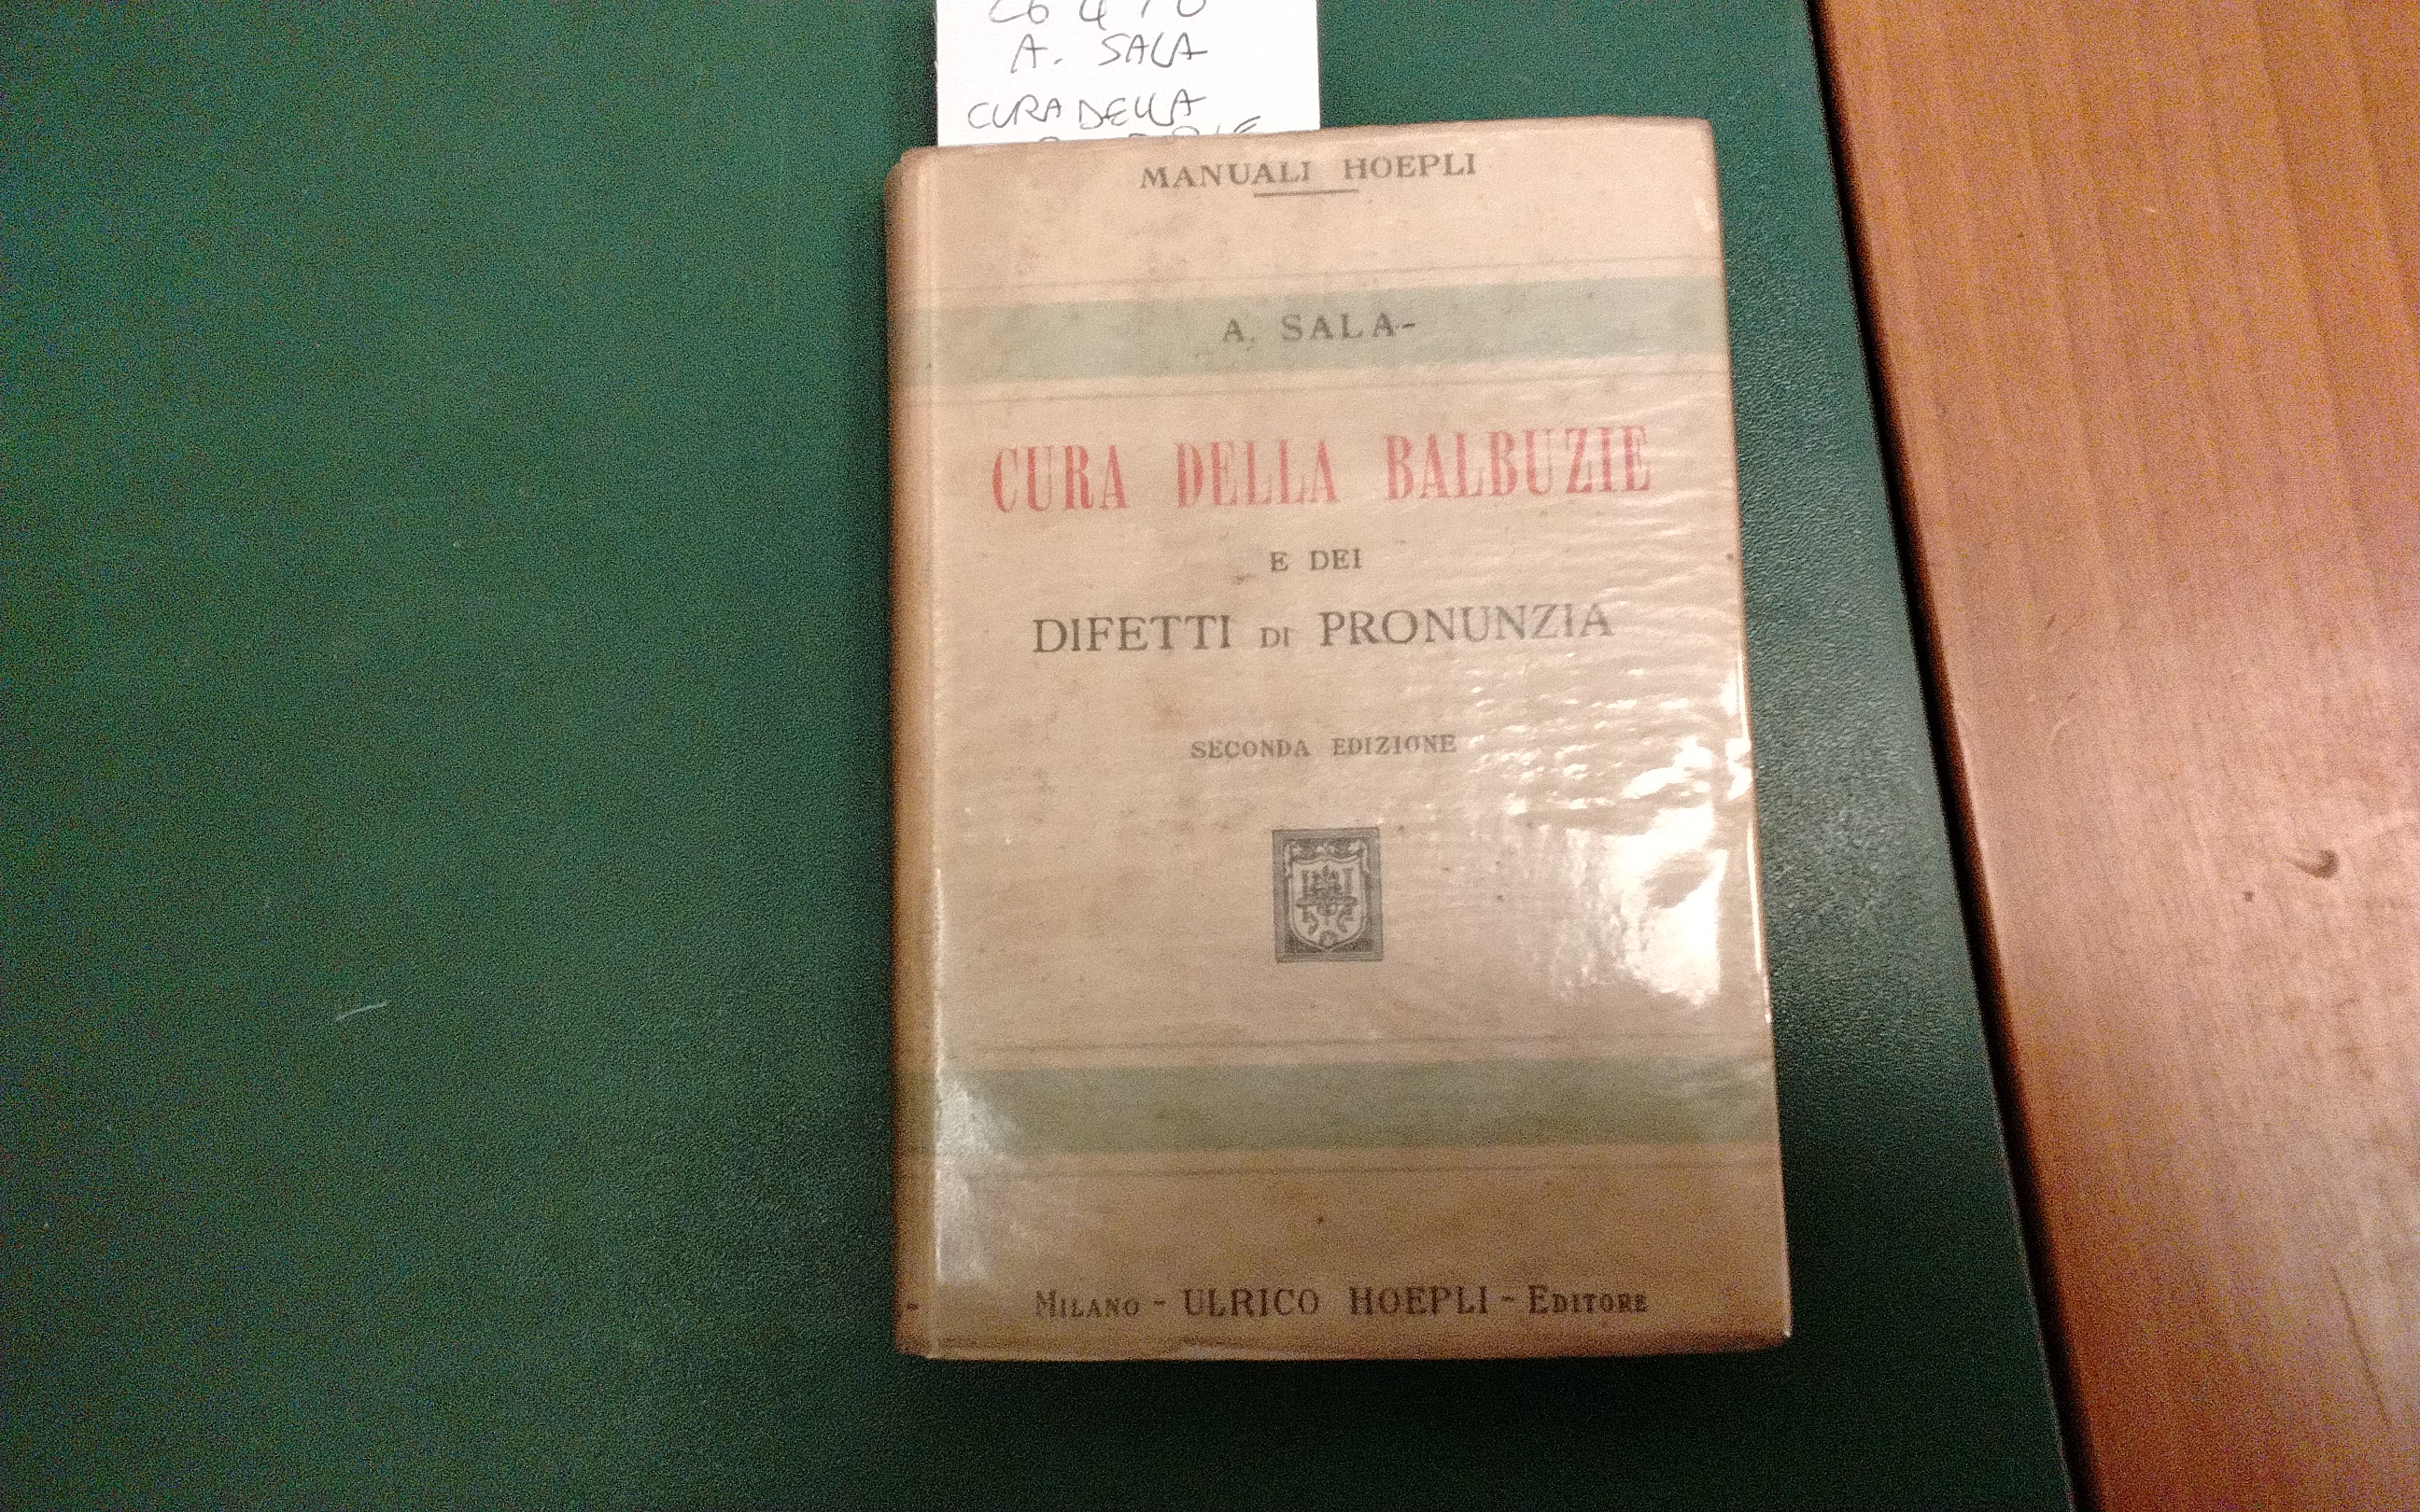 A. SALA
CURA DELLA
MANUALI HOEPLI
A. SALA-
CURA DELLA BALBUZIE
E DEI
DIFETTI DI PRONUNZIA
SECONDA EDIZIONE
MILANO - ULRICO HOEPLI - EDITORE